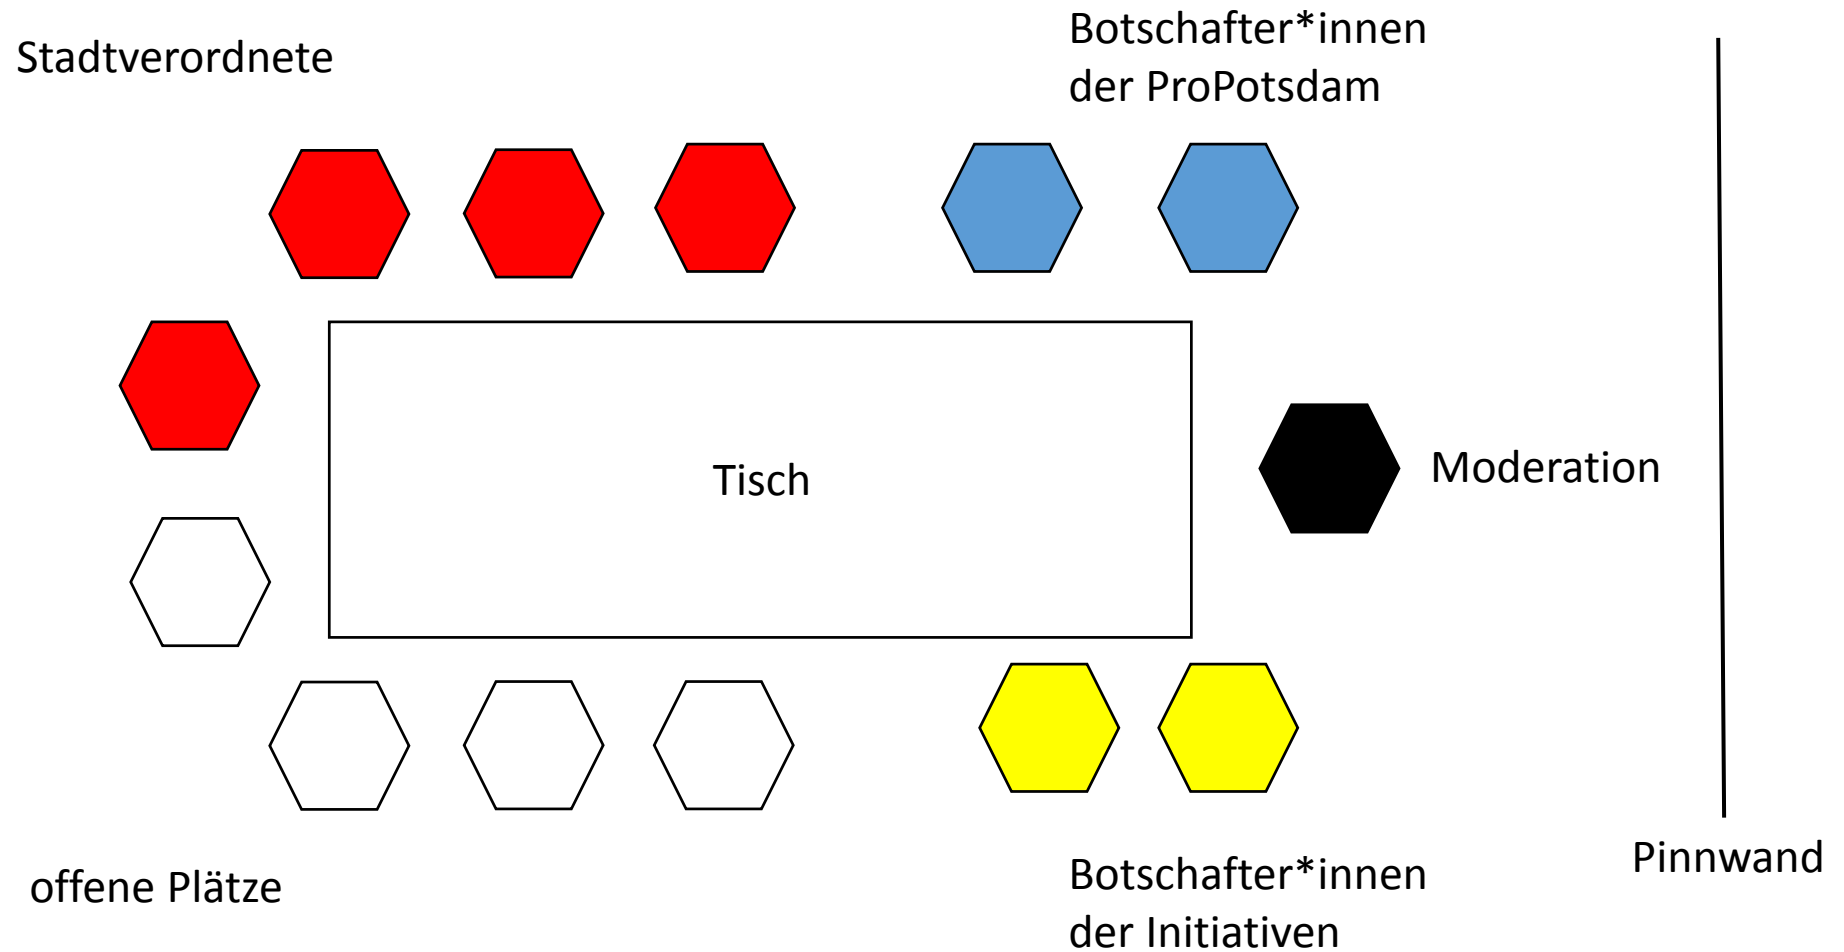 Stadtverordnete
Botschafter*innen
der ProPotsdam
Tisch
Moderation
offene Plätze
Botschafter*innen
der Initiativen
Pinnwand